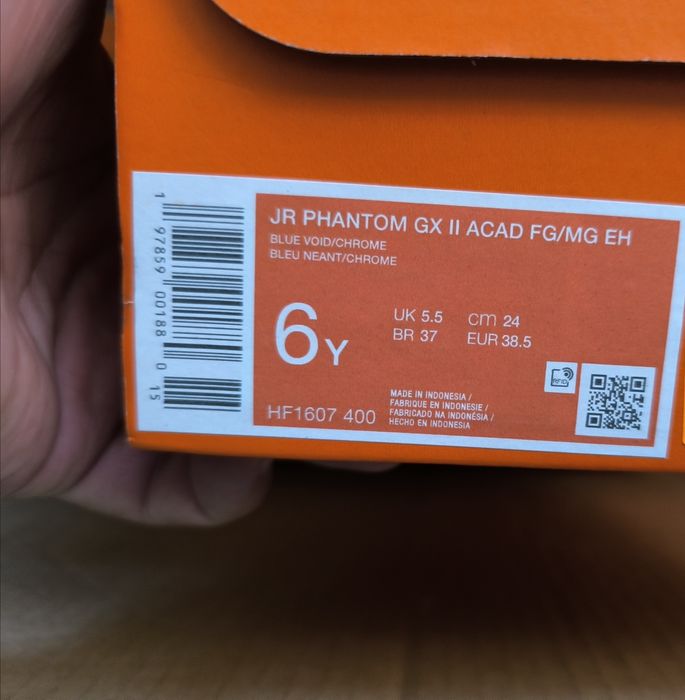 JR PHANTOM GX II ACAD FG/MG EH
BLUE VOID/CHROME
BLEU NEANT/CHROME
6Y
UK 5.5 cm 24
BR 37 EUR 38.5
HF1607 400
MADE IN INDONESIA /
FABRIQUE EN INDONESIE /
FABRICADO NA INDONÉSIA /
HECHO EN INDONESIA
RFID
1 97859 00188 0 15